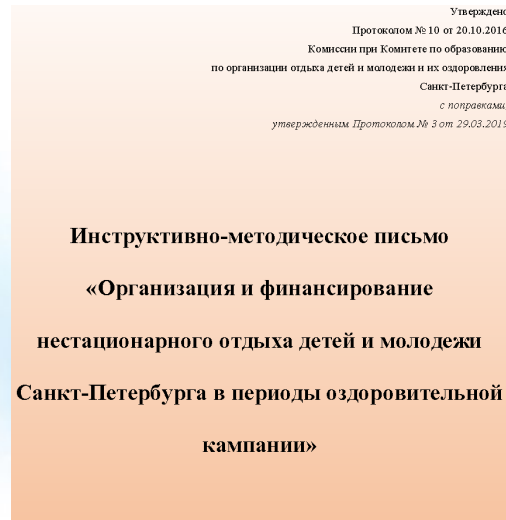 Утверждено
Протоколом № 10 от 20.10.2016
Комиссии при Комитете по образованию
по организации отдыха детей и молодежи и их оздоровления
Санкт-Петербурга
с поправками,
утвержденным Протоколом № 3 от 29.03.2019
Инструктивно-методическое письмо
«Организация и финансирование
нестационарного отдыха детей и молодежи
Санкт-Петербурга в периоды оздоровительной
кампании»